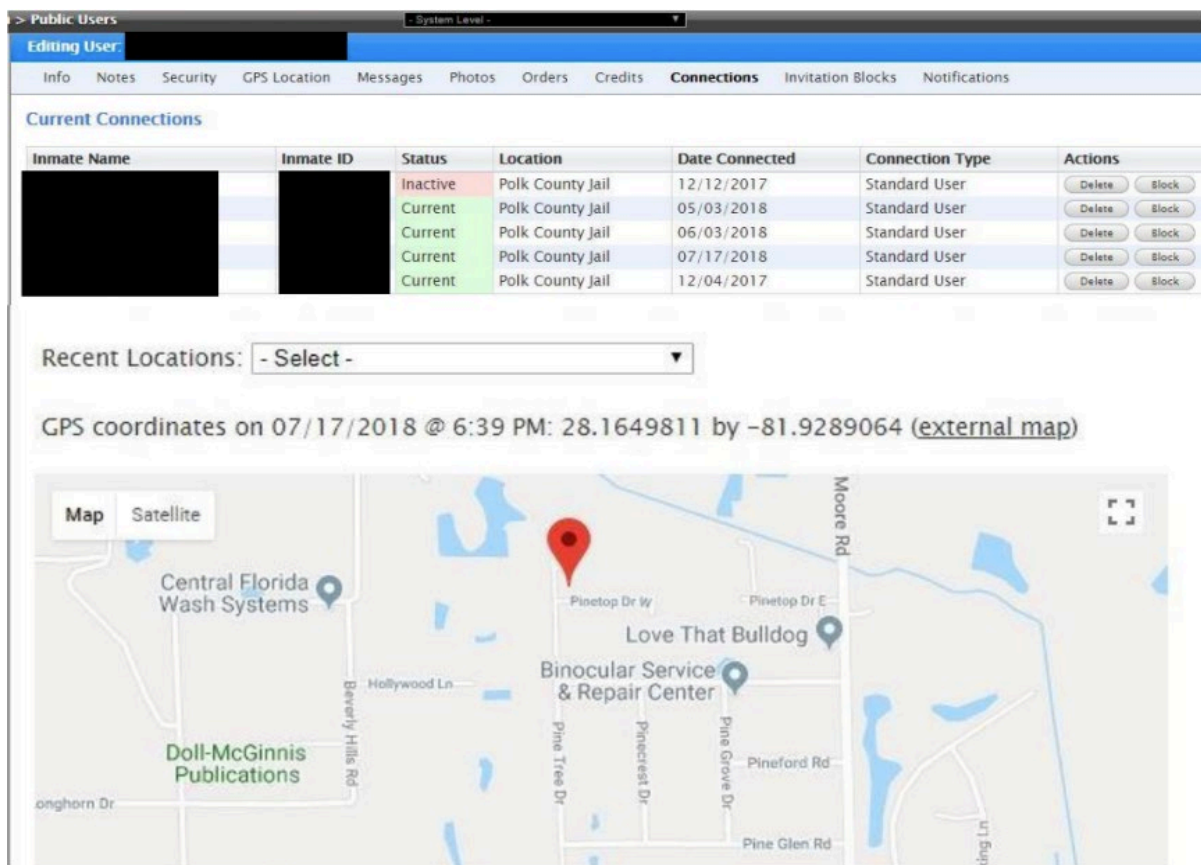 > Public Users
- System Level -
Editing User:
Info Notes Security GPS Location Messages Photos Orders Credits Connections Invitation Blocks Notifications
Current Connections
Inmate Name Inmate ID Status Location Date Connected Connection Type Actions
Inactive Polk County Jail 12/12/2017 Standard User Delete Block
Current Polk County Jail 05/03/2018 Standard User Delete Block
Current Polk County Jail 06/03/2018 Standard User Delete Block
Current Polk County Jail 07/17/2018 Standard User Delete Block
Current Polk County Jail 12/04/2017 Standard User Delete Block
Recent Locations: - Select -
GPS coordinates on 07/17/2018 @ 6:39 PM: 28.1649811 by -81.9289064 (external map)
Map Satellite
Moore Rd
Central Florida
Wash Systems
Pinetop Dr W
Pinetop Dr E
Love That Bulldog
Binocular Service
& Repair Center
Hollywood Ln
Beverly Hills Rd
Pine Tree Dr
Pinecrest Dr
Pine Grove Dr
Doll-McGinnis
Publications
Pineford Rd
onghorn Dr
Pine Glen Rd